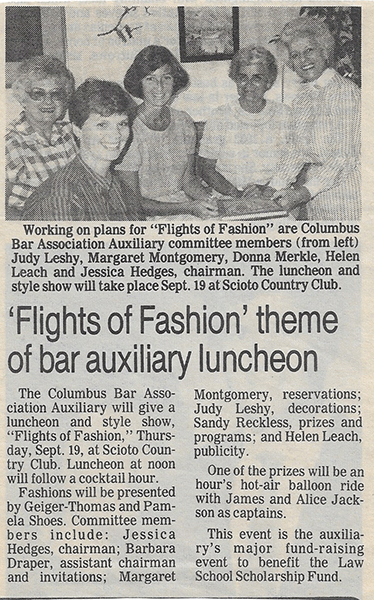 Working on plans for "Flights of Fashion" are Columbus
Bar Association Auxiliary committee members (from left)
Judy Leshy, Margaret Montgomery, Donna Merkle, Helen
Leach and Jessica Hedges, chairman. The luncheon and
style show will take place Sept. 19 at Scioto Country Club.
'Flights of Fashion' theme
of bar auxiliary luncheon
The Columbus Bar Asso-
ciation Auxiliary will give a
luncheon and style show,
"Flights of Fashion," Thurs-
day, Sept. 19, at Scioto Coun-
try Club. Luncheon at noon
will follow a cocktail hour.
Fashions will be presented
by Geiger-Thomas and Pam-
ela Shoes. Committee mem-
bers include: Jessica
Hedges, chairman; Barbara
Draper, assistant chairman
and invitations; Margaret
Montgomery, reservations;
Judy Leshy, decorations;
Sandy Reckless, prizes and
programs; and Helen Leach,
publicity.
One of the prizes will be an
hour's hot-air balloon ride
with James and Alice Jack-
son as captains.
This event is the auxilia-
ry's major fund-raising
event to benefit the Law
School Scholarship Fund.